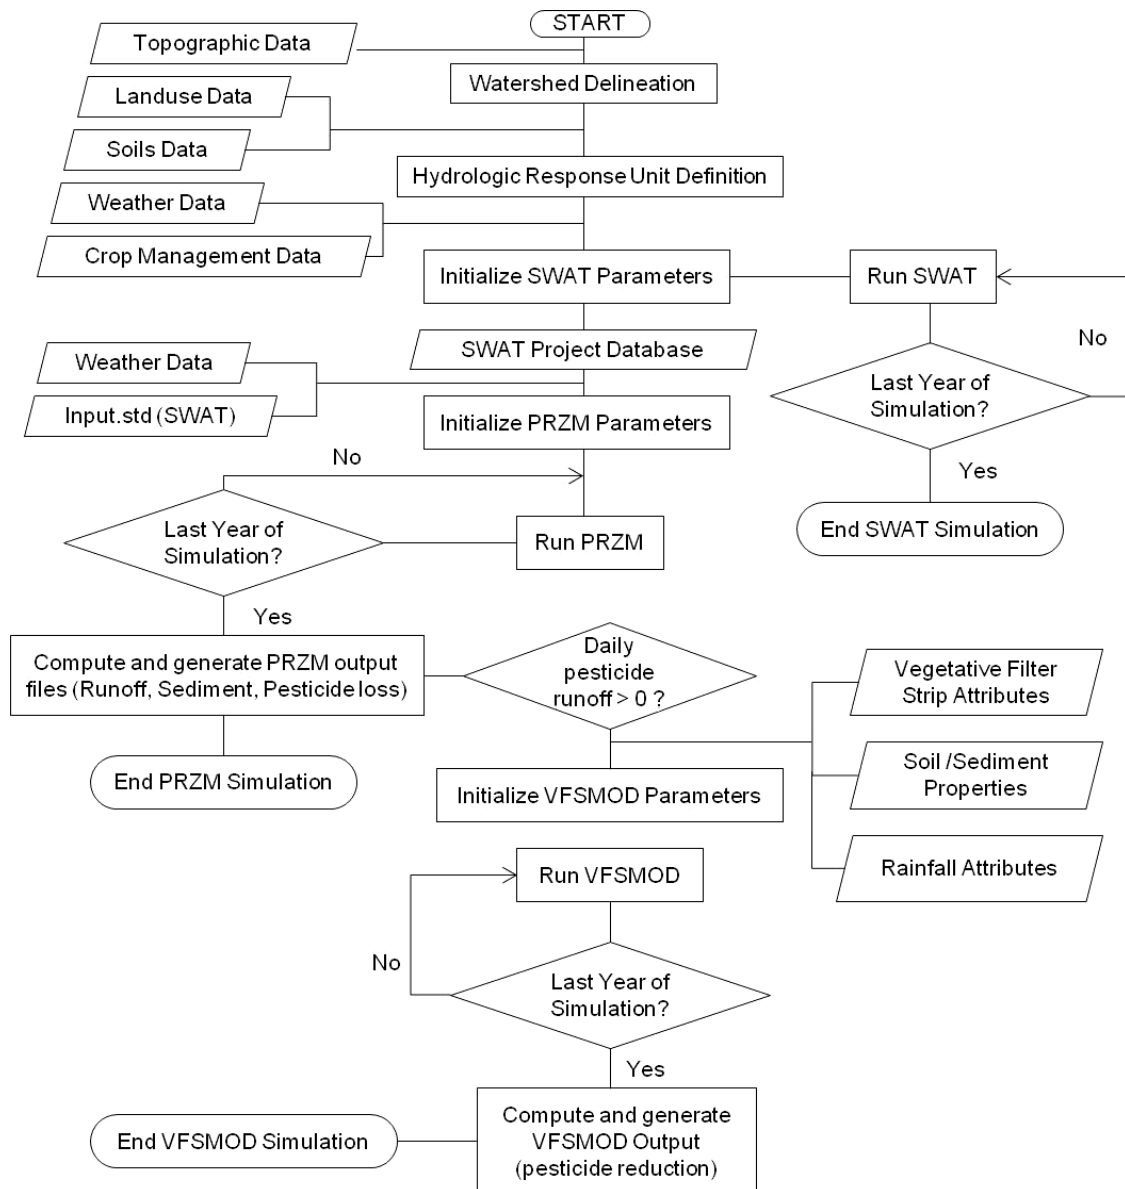 START
Topographic Data
Watershed Delineation
Landuse Data
Soils Data
Hydrologic Response Unit Definition
Weather Data
Crop Management Data
Initialize SWAT Parameters
Run SWAT
No
SWAT Project Database
Weather Data
Input.std (SWAT)
Last Year of
Simulation?
Initialize PRZM Parameters
Yes
No
End SWAT Simulation
Last Year of
Simulation?
Run PRZM
Yes
Compute and generate PRZM output
files (Runoff, Sediment, Pesticide loss)
Daily
pesticide
runoff > 0 ?
Vegetative Filter
Strip Attributes
End PRZM Simulation
Initialize VFSMOD Parameters
Soil /Sediment
Properties
Run VFSMOD
Rainfall Attributes
No
Last Year of
Simulation?
Yes
Compute and generate
VFSMOD Output
(pesticide reduction)
End VFSMOD Simulation